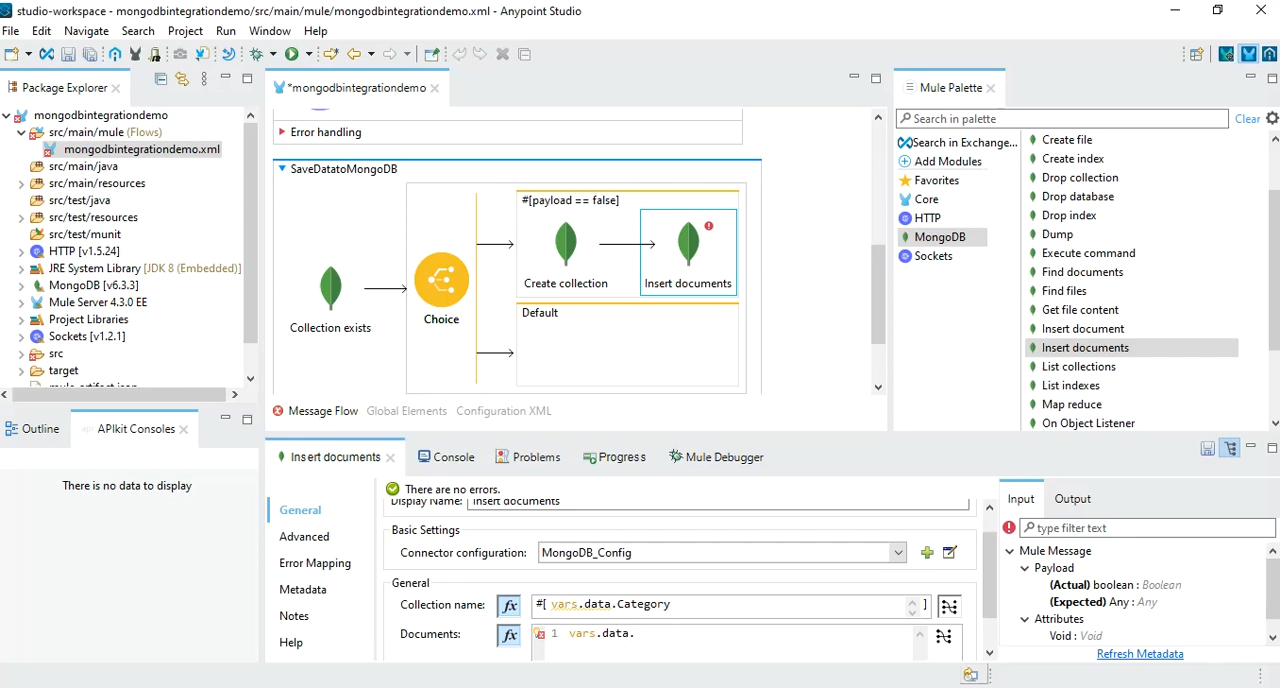 studio-workspace - mongodbintegrationdemo/src/main/mule/mongodbintegrationdemo.xml - Anypoint Studio
File Edit Navigate Search Project Run Window Help
Package Explorer
mongodbintegrationdemo
src/main/mule (Flows)
mongodbintegrationdemo.xml
src/main/java
src/main/resources
src/test/java
src/test/resources
src/test/munit
HTTP [v1.5.24]
JRE System Library [JDK 8 (Embedded)]
MongoDB [v6.3.3]
Mule Server 4.3.0 EE
Project Libraries
Sockets [v1.2.1]
src
target
mule-artifact.json
Outline
APIkit Consoles
There is no data to display
*mongodbintegrationdemo
Error handling
SaveDatatoMongoDB
#[payload == false]
Collection exists
Choice
Create collection
Insert documents
Default
Message Flow Global Elements Configuration XML
Mule Palette
Search in palette
Clear
Search in Exchange...
Add Modules
Favorites
Core
HTTP
MongoDB
Sockets
Create file
Create index
Drop collection
Drop database
Drop index
Dump
Execute command
Find documents
Find files
Get file content
Insert document
Insert documents
List collections
List indexes
Map reduce
On Object Listener
Insert documents
Console
Problems
Progress
Mule Debugger
There are no errors.
General
Advanced
Error Mapping
Metadata
Notes
Help
Display Name: Insert documents
Basic Settings
Connector configuration: MongoDB_Config
General
Collection name: fx #[ vars.data.Category ]
Documents: fx 1 vars.data.
Input Output
type filter text
Mule Message
Payload
(Actual) boolean : Boolean
(Expected) Any : Any
Attributes
Void : Void
Refresh Metadata